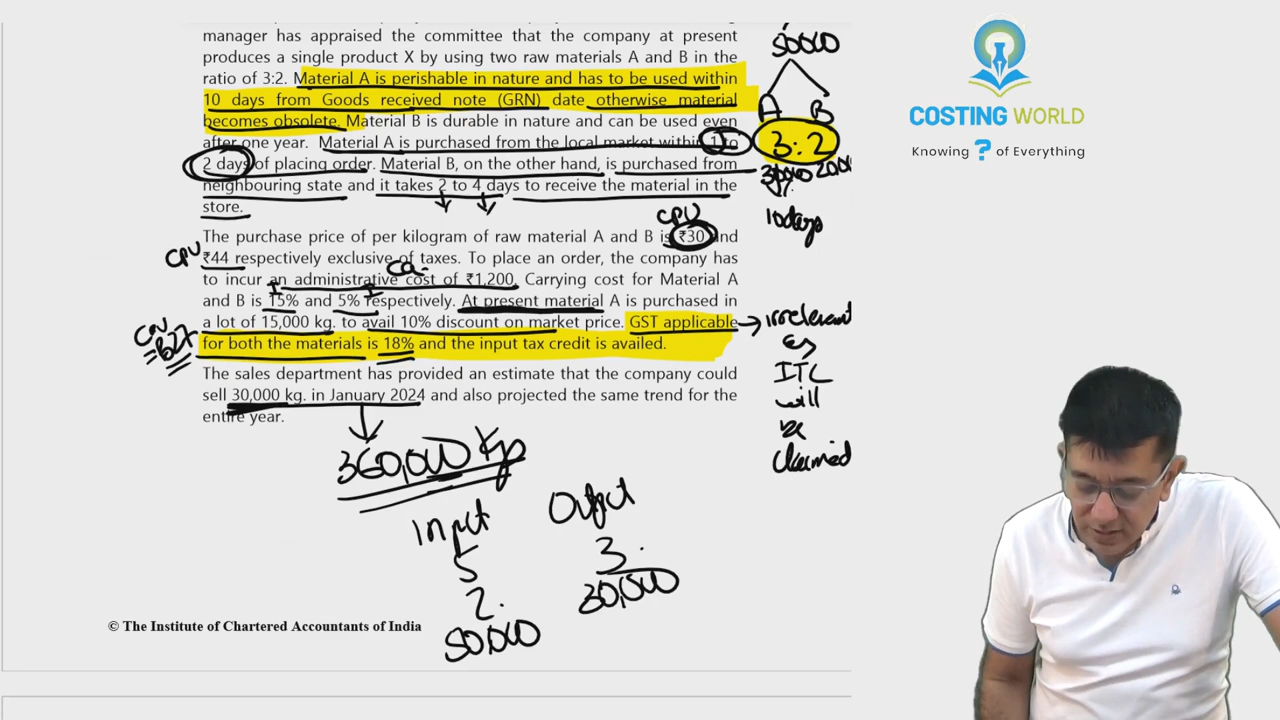 manager has appraised the committee that the company at present
produces a single product X by using two raw materials A and B in the
ratio of 3:2. Material A is perishable in nature and has to be used within
10 days from Goods received note (GRN) date otherwise material
becomes obsolete. Material B is durable in nature and can be used even
after one year. Material A is purchased from the local market within 1 to
2 days of placing order. Material B, on the other hand, is purchased from
neighbouring state and it takes 2 to 4 days to receive the material in the
store.
CPU
The purchase price of per kilogram of raw material A and B is ₹30 and
CPU
₹44 respectively exclusive of taxes. To place an order, the company has
to incur an administrative cost of ₹1,200. Carrying cost for Material A
I I
and B is 15% and 5% respectively. At present material A is purchased in
a lot of 15,000 kg. to avail 10% discount on market price. GST applicable
for both the materials is 18% and the input tax credit is availed.
The sales department has provided an estimate that the company could
sell 30,000 kg. in January 2024 and also projected the same trend for the
entire year.
360,000 Kgs
Input Output
5 3
2
50,000 30,000
50000
A B
3:2
10days
irrelevant
as
ITC
will
be
claimed
© The Institute of Chartered Accountants of India
COSTING WORLD
Knowing ? of Everything